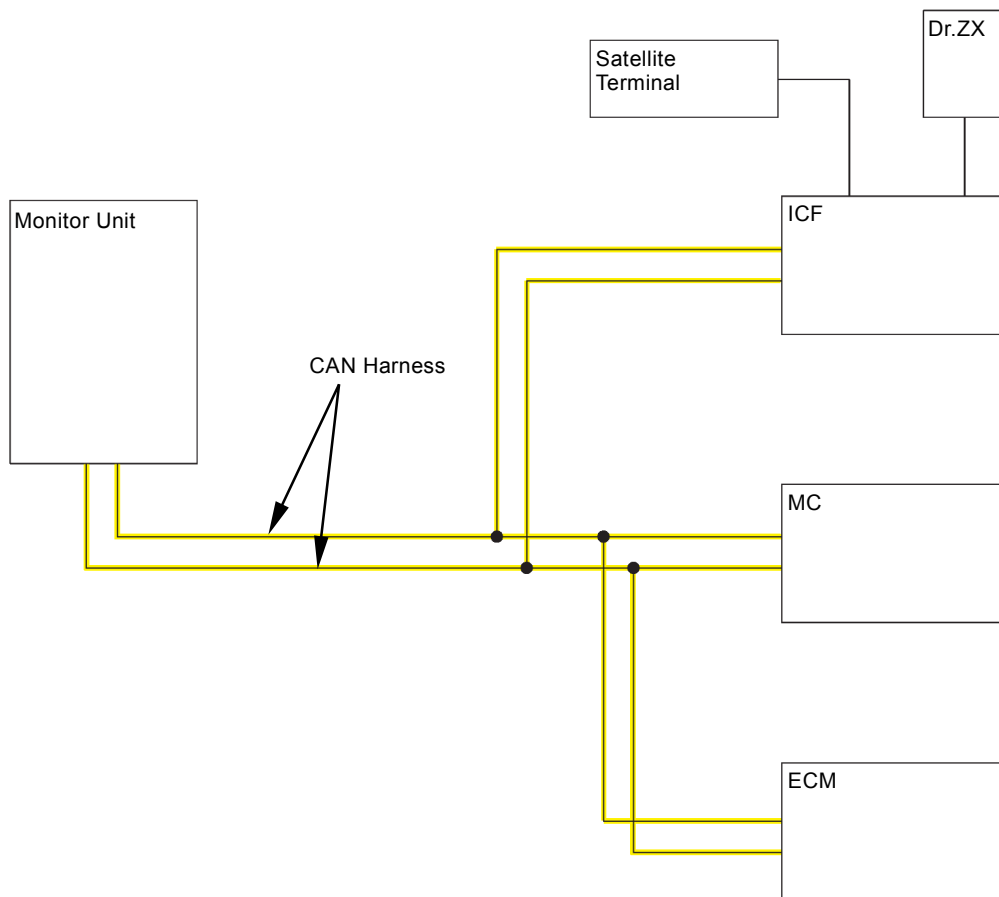 Dr.ZX
Satellite
Terminal
ICF
Monitor Unit
CAN Harness
MC
ECM